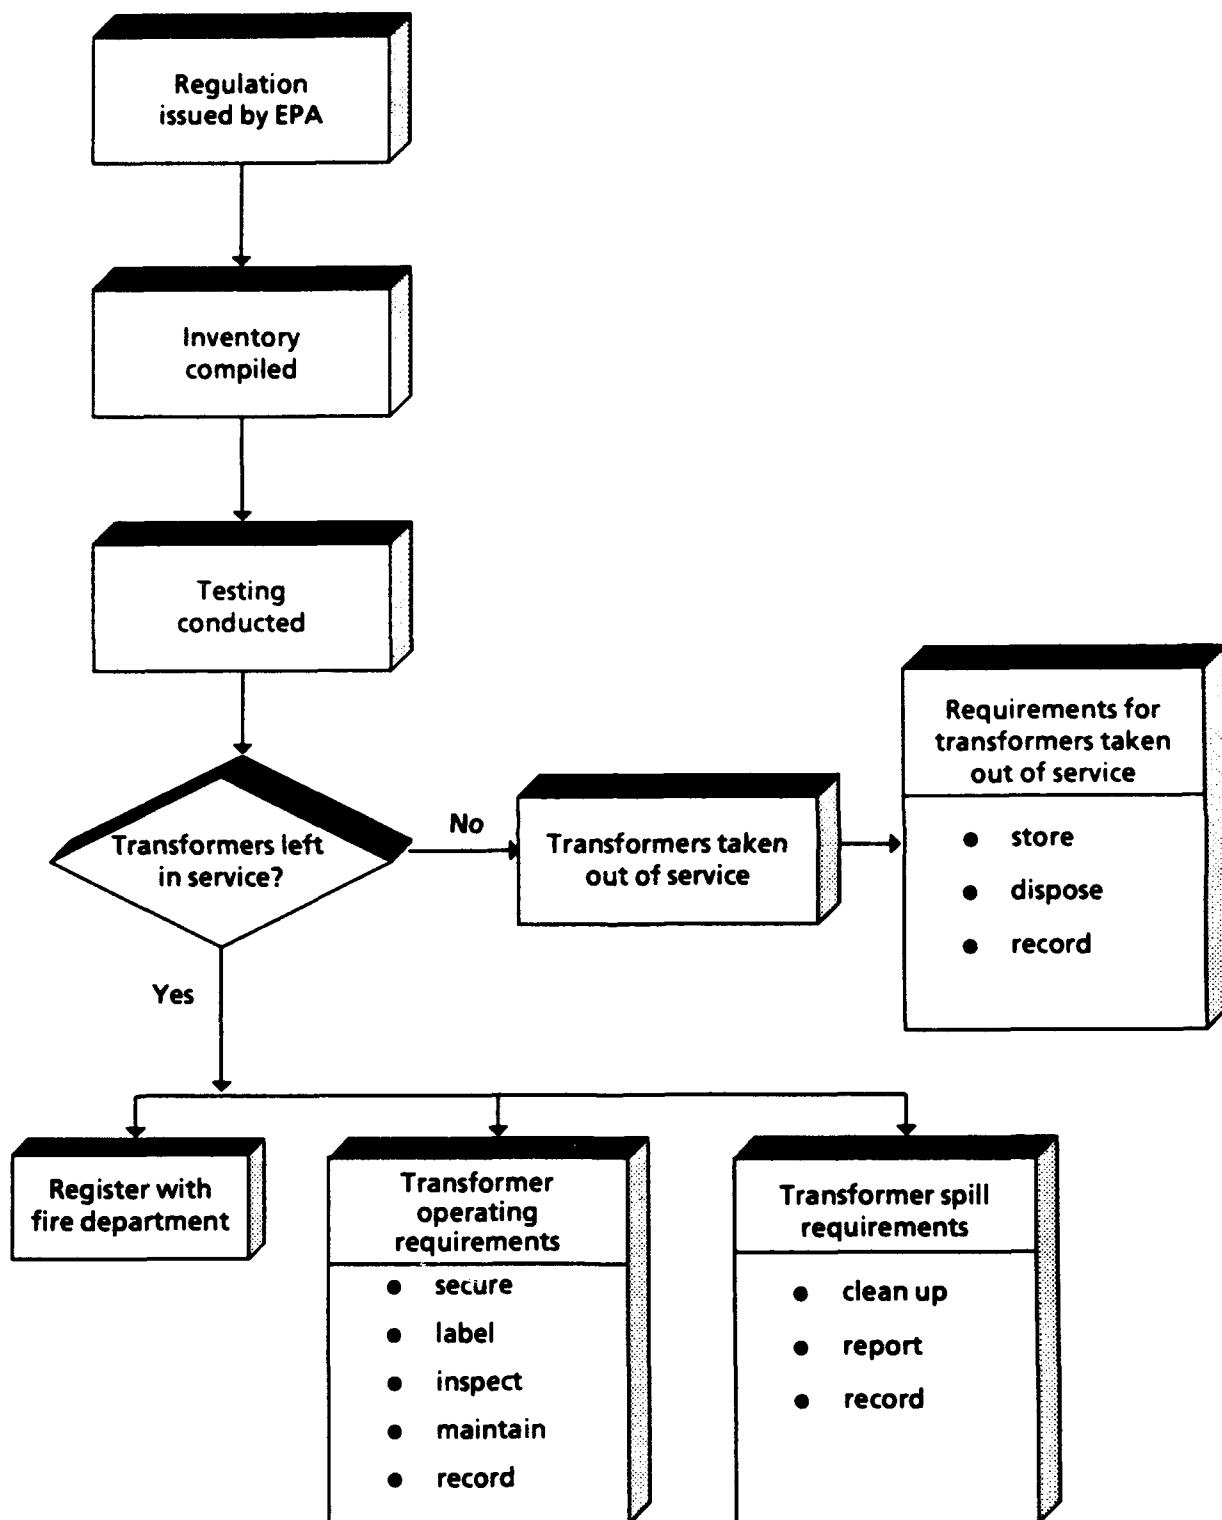 Regulation
issued by EPA
Inventory
compiled
Testing
conducted
Transformers left
in service?
No
Transformers taken
out of service
Requirements for
transformers taken
out of service
● store
● dispose
● record
Yes
Register with
fire department
Transformer
operating
requirements
● secure
● label
● inspect
● maintain
● record
Transformer spill
requirements
● clean up
● report
● record